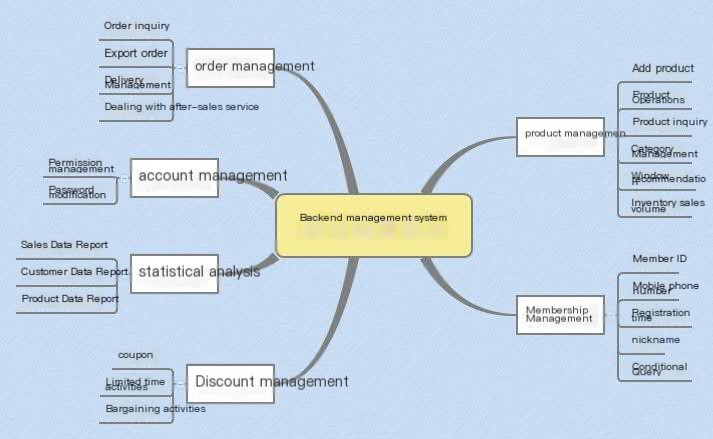 Order inquiry
Export order
Delivery
Management
Dealing with after-sales service
order management
Permission
management
Password
modification
account management
Sales Data Report
Customer Data Report
Product Data Report
statistical analysis
coupon
Limited time
activities
Bargaining activities
Discount management
Backend management system
product managemen
Add product
Product
Operations
Product inquiry
Category
Management
Window
recommendatio
n
Inventory sales
volume
Membership
Management
Member ID
Mobile phone
number
Registration
time
nickname
Conditional
Query